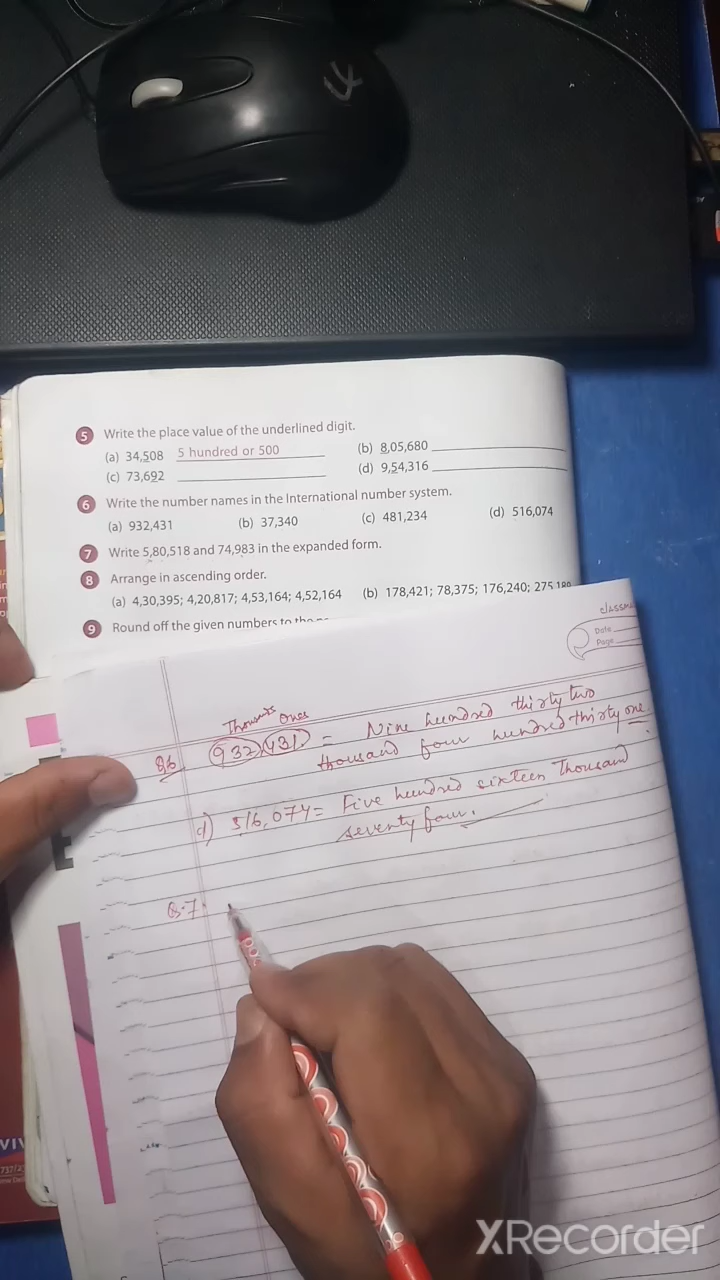 5 Write the place value of the underlined digit.
(a) 34,508 5 hundred or 500 (b) 8,05,680
(c) 73,692 (d) 9,54,316
6 Write the number names in the International number system.
(a) 932,431 (b) 37,340 (c) 481,234 (d) 516,074
7 Write 5,80,518 and 74,983 in the expanded form.
8 Arrange in ascending order.
(a) 4,30,395; 4,20,817; 4,53,164; 4,52,164 (b) 178,421; 78,375; 176,240; 275,189
9 Round off the given numbers to the
classm
Date
Page
Thousands Ones
Q6 932,431 = Nine hundred thirty two
thousand four hundred thirty one.
d) 516,074 = Five hundred sixteen Thousand
seventy four.
Q.7.
VIV
XRecorder